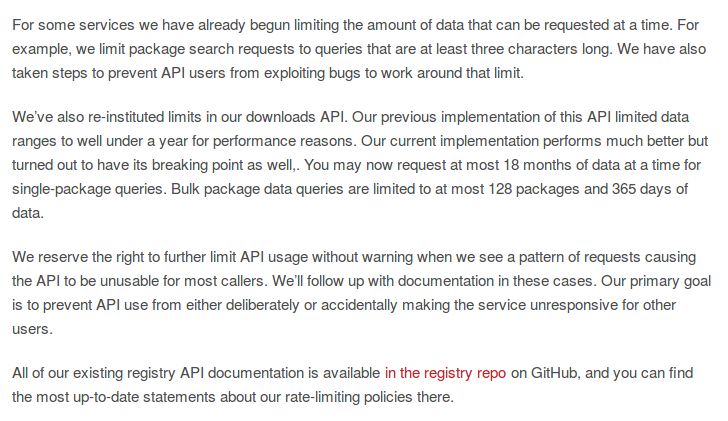 For some services we have already begun limiting the amount of data that can be requested at a time. For
example, we limit package search requests to queries that are at least three characters long. We have also
taken steps to prevent API users from exploiting bugs to work around that limit.
We’ve also re-instituted limits in our downloads API. Our previous implementation of this API limited data
ranges to well under a year for performance reasons. Our current implementation performs much better but
turned out to have its breaking point as well,. You may now request at most 18 months of data at a time for
single-package queries. Bulk package data queries are limited to at most 128 packages and 365 days of
data.
We reserve the right to further limit API usage without warning when we see a pattern of requests causing
the API to be unusable for most callers. We’ll follow up with documentation in these cases. Our primary goal
is to prevent API use from either deliberately or accidentally making the service unresponsive for other
users.
All of our existing registry API documentation is available in the registry repo on GitHub, and you can find
the most up-to-date statements about our rate-limiting policies there.